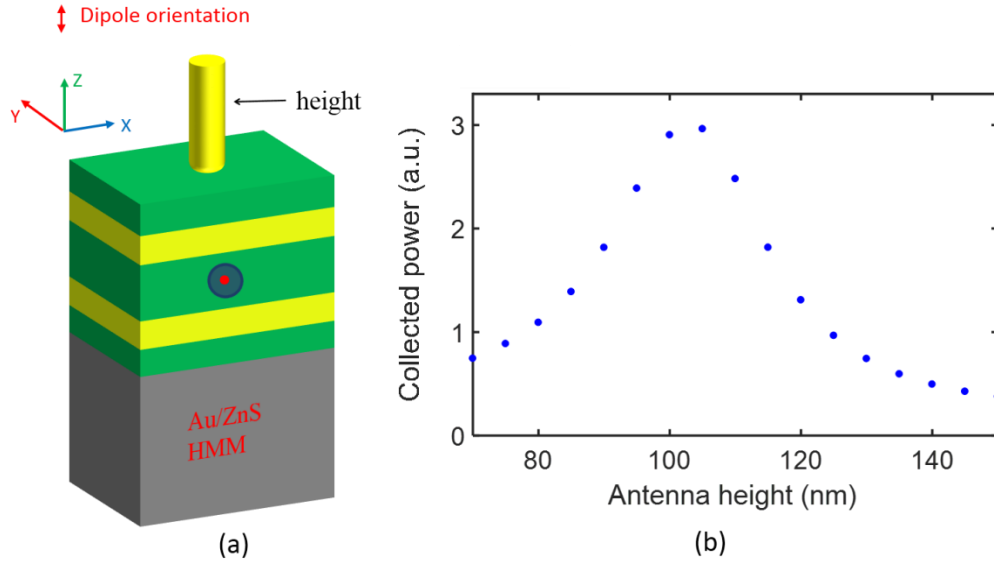 Dipole orientation
Z
Y
X
height
Au/ZnS
HMM
(a)
Collected power (a.u.)
3
2
1
0
80
100
120
140
Antenna height (nm)
(b)